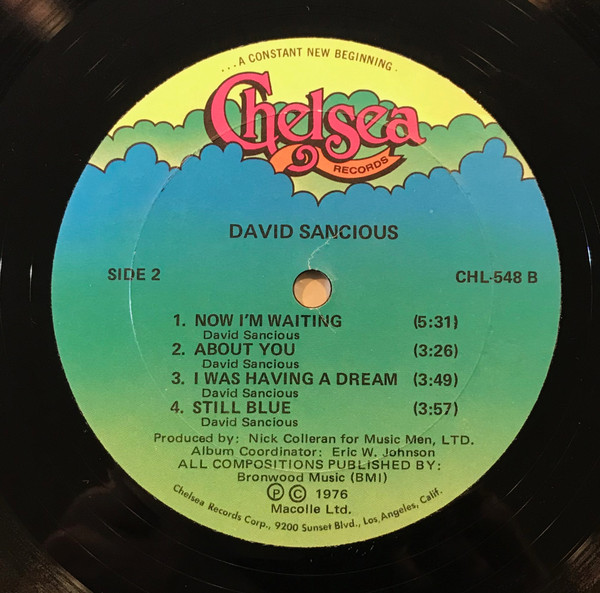 ...A CONSTANT NEW BEGINNING.
Chelsea
RECORDS
DAVID SANCIOUS
SIDE 2 CHL-548 B
1. NOW I'M WAITING (5:31)
David Sancious
2. ABOUT YOU (3:26)
David Sancious
3. I WAS HAVING A DREAM (3:49)
David Sancious
4. STILL BLUE (3:57)
David Sancious
Produced by: Nick Colleran for Music Men, LTD.
Album Coordinator: Eric W. Johnson
ALL COMPOSITIONS PUBLISHED BY:
Bronwood Music (BMI)
Ⓟ © 1976
Macolle Ltd.
Chelsea Records Corp., 9200 Sunset Blvd., Los Angeles, Calif.